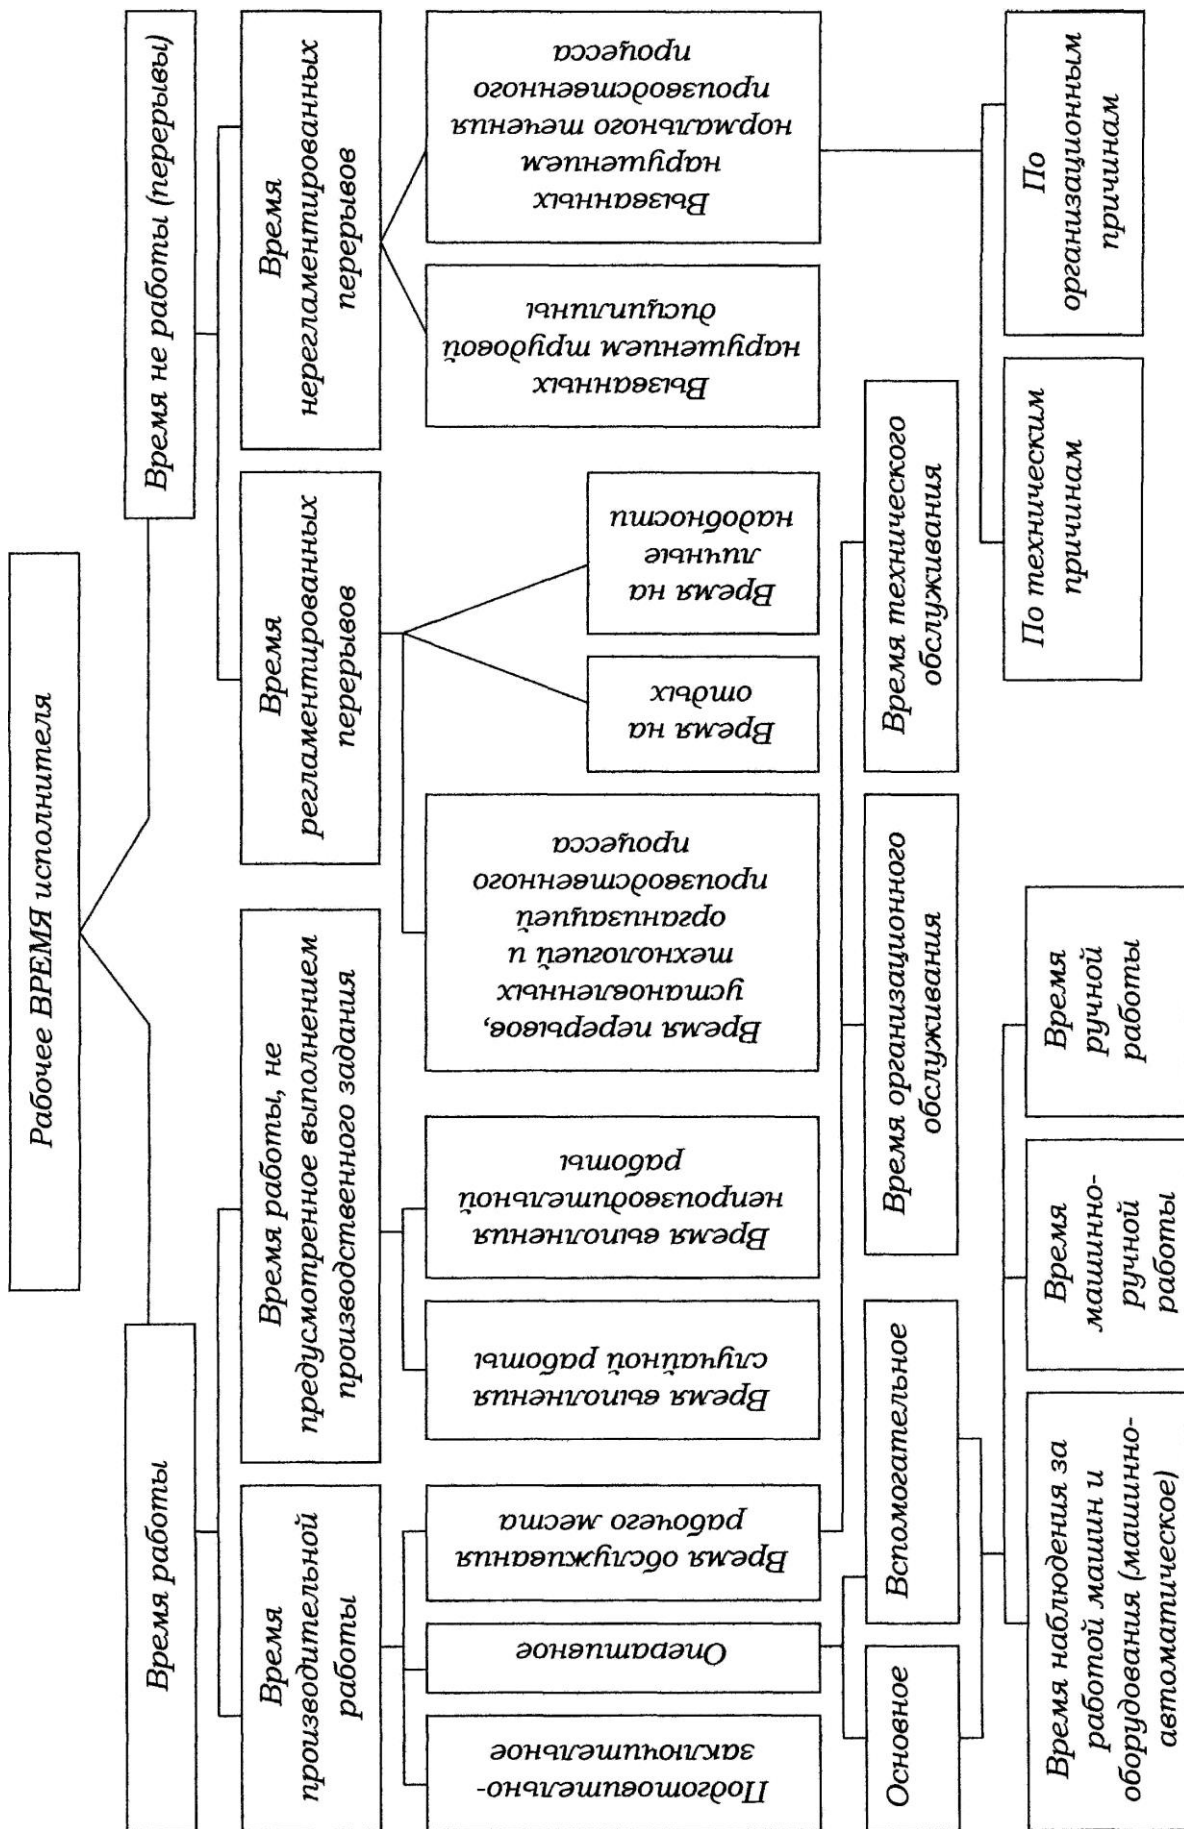 Рабочее ВРЕМЯ исполнителя
Время работы
Время не работы (перерывы)
Время
производительной
работы
Время работы, не
предусмотренное выполнением
производственного задания
Время
регламентированных
перерывов
Время
нерегламентированных
перерывов
Подготовительно-
заключительное
Оперативное
Время обслуживания
рабочего места
Время выполнения
случайной работы
Время выполнения
непроизводительной
работы
Время перерывов,
установленных
технологией и
организацией
производственного
процесса
Время на
отдых
Время на
личные
надобности
Вызванных
нарушением трудовой
дисциплины
Вызванных
нарушением
нормального течения
производственного
процесса
Основное
Вспомогательное
Время организационного
обслуживания
Время технического
обслуживания
Время наблюдения за
работой машин и
оборудования (машинно-
автоматическое)
Время
машинно-
ручной
работы
Время
ручной
работы
По техническим
причинам
По
организационным
причинам